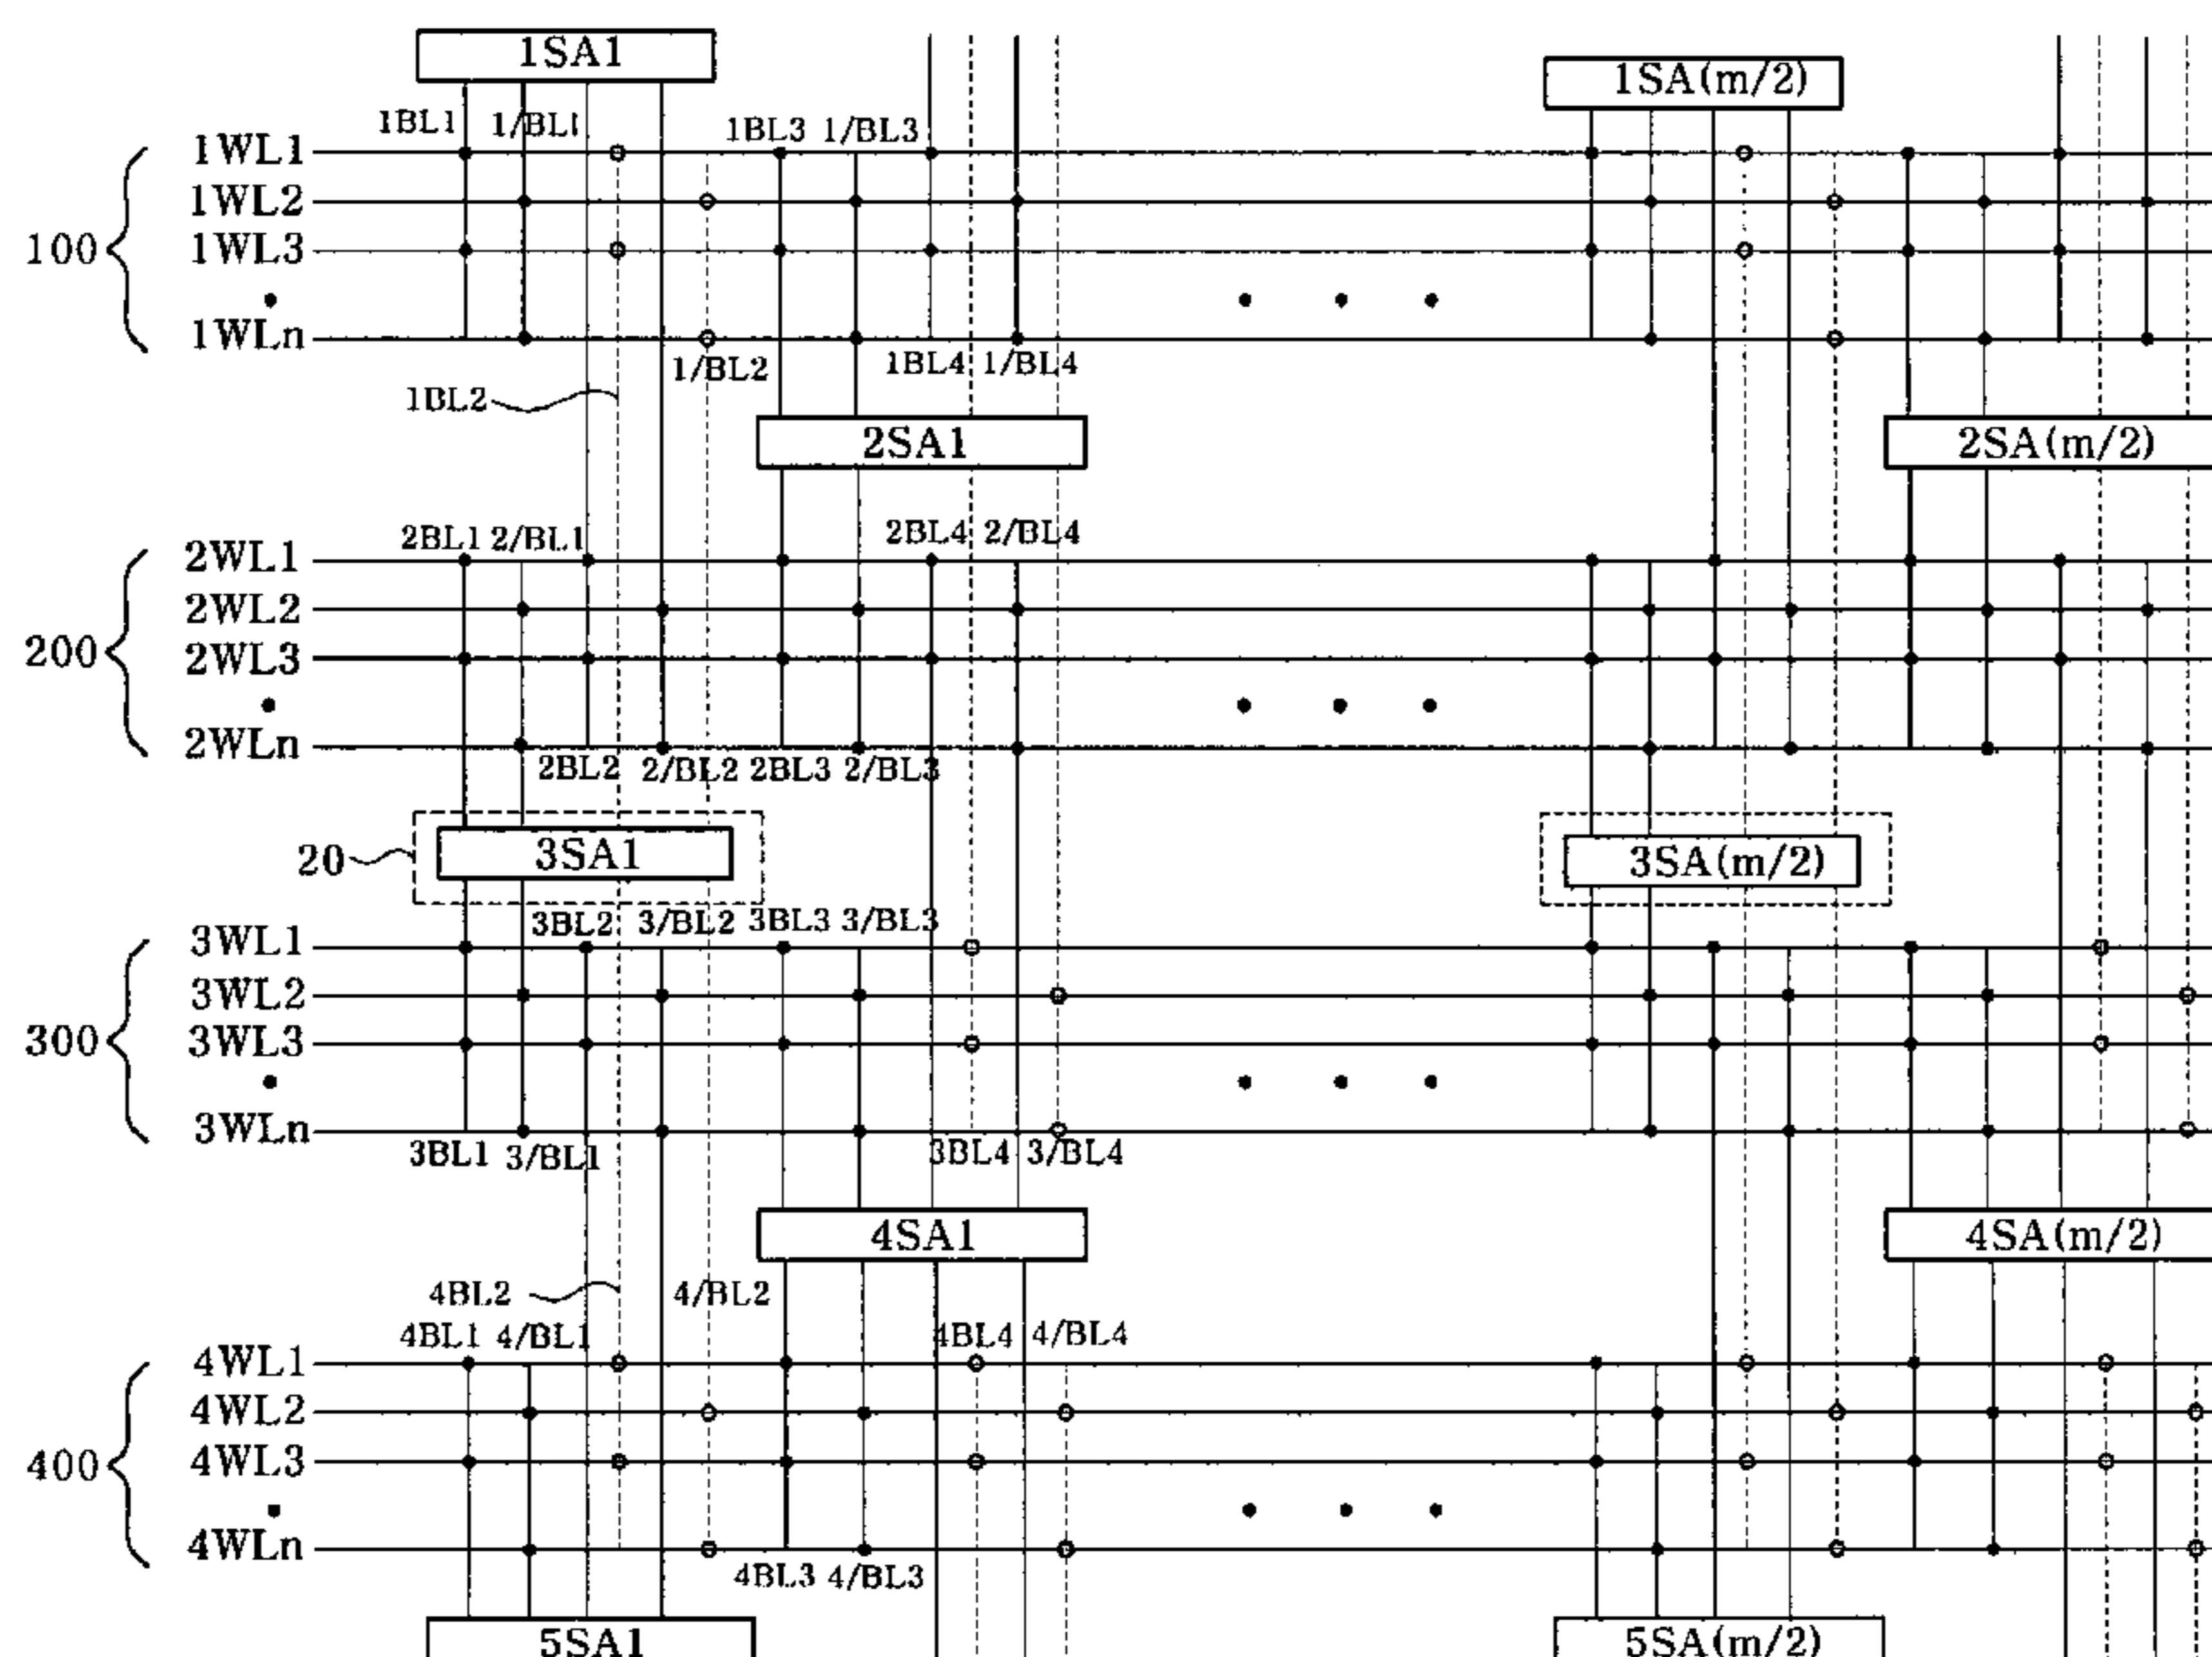 1SA1
1SA(m/2)
1BL1 1/BL1 1BL3 1/BL3
1WL1
1WL2
100
1WL3
1WLn
1/BL2 1BL4 1/BL4
1BL2
2SA1
2SA(m/2)
2BL1 2/BL1 2BL4 2/BL4
2WL1
2WL2
200
2WL3
2WLn
2BL2 2/BL2 2BL3 2/BL3
20
3SA1
3SA(m/2)
3BL2 3/BL2 3BL3 3/BL3
3WL1
3WL2
300
3WL3
3WLn
3BL1 3/BL1 3BL4 3/BL4
4SA1
4SA(m/2)
4BL2 4/BL2
4BL1 4/BL1 4BL4 4/BL4
4WL1
4WL2
400
4WL3
4WLn
4BL3 4/BL3
5SA1
5SA(m/2)